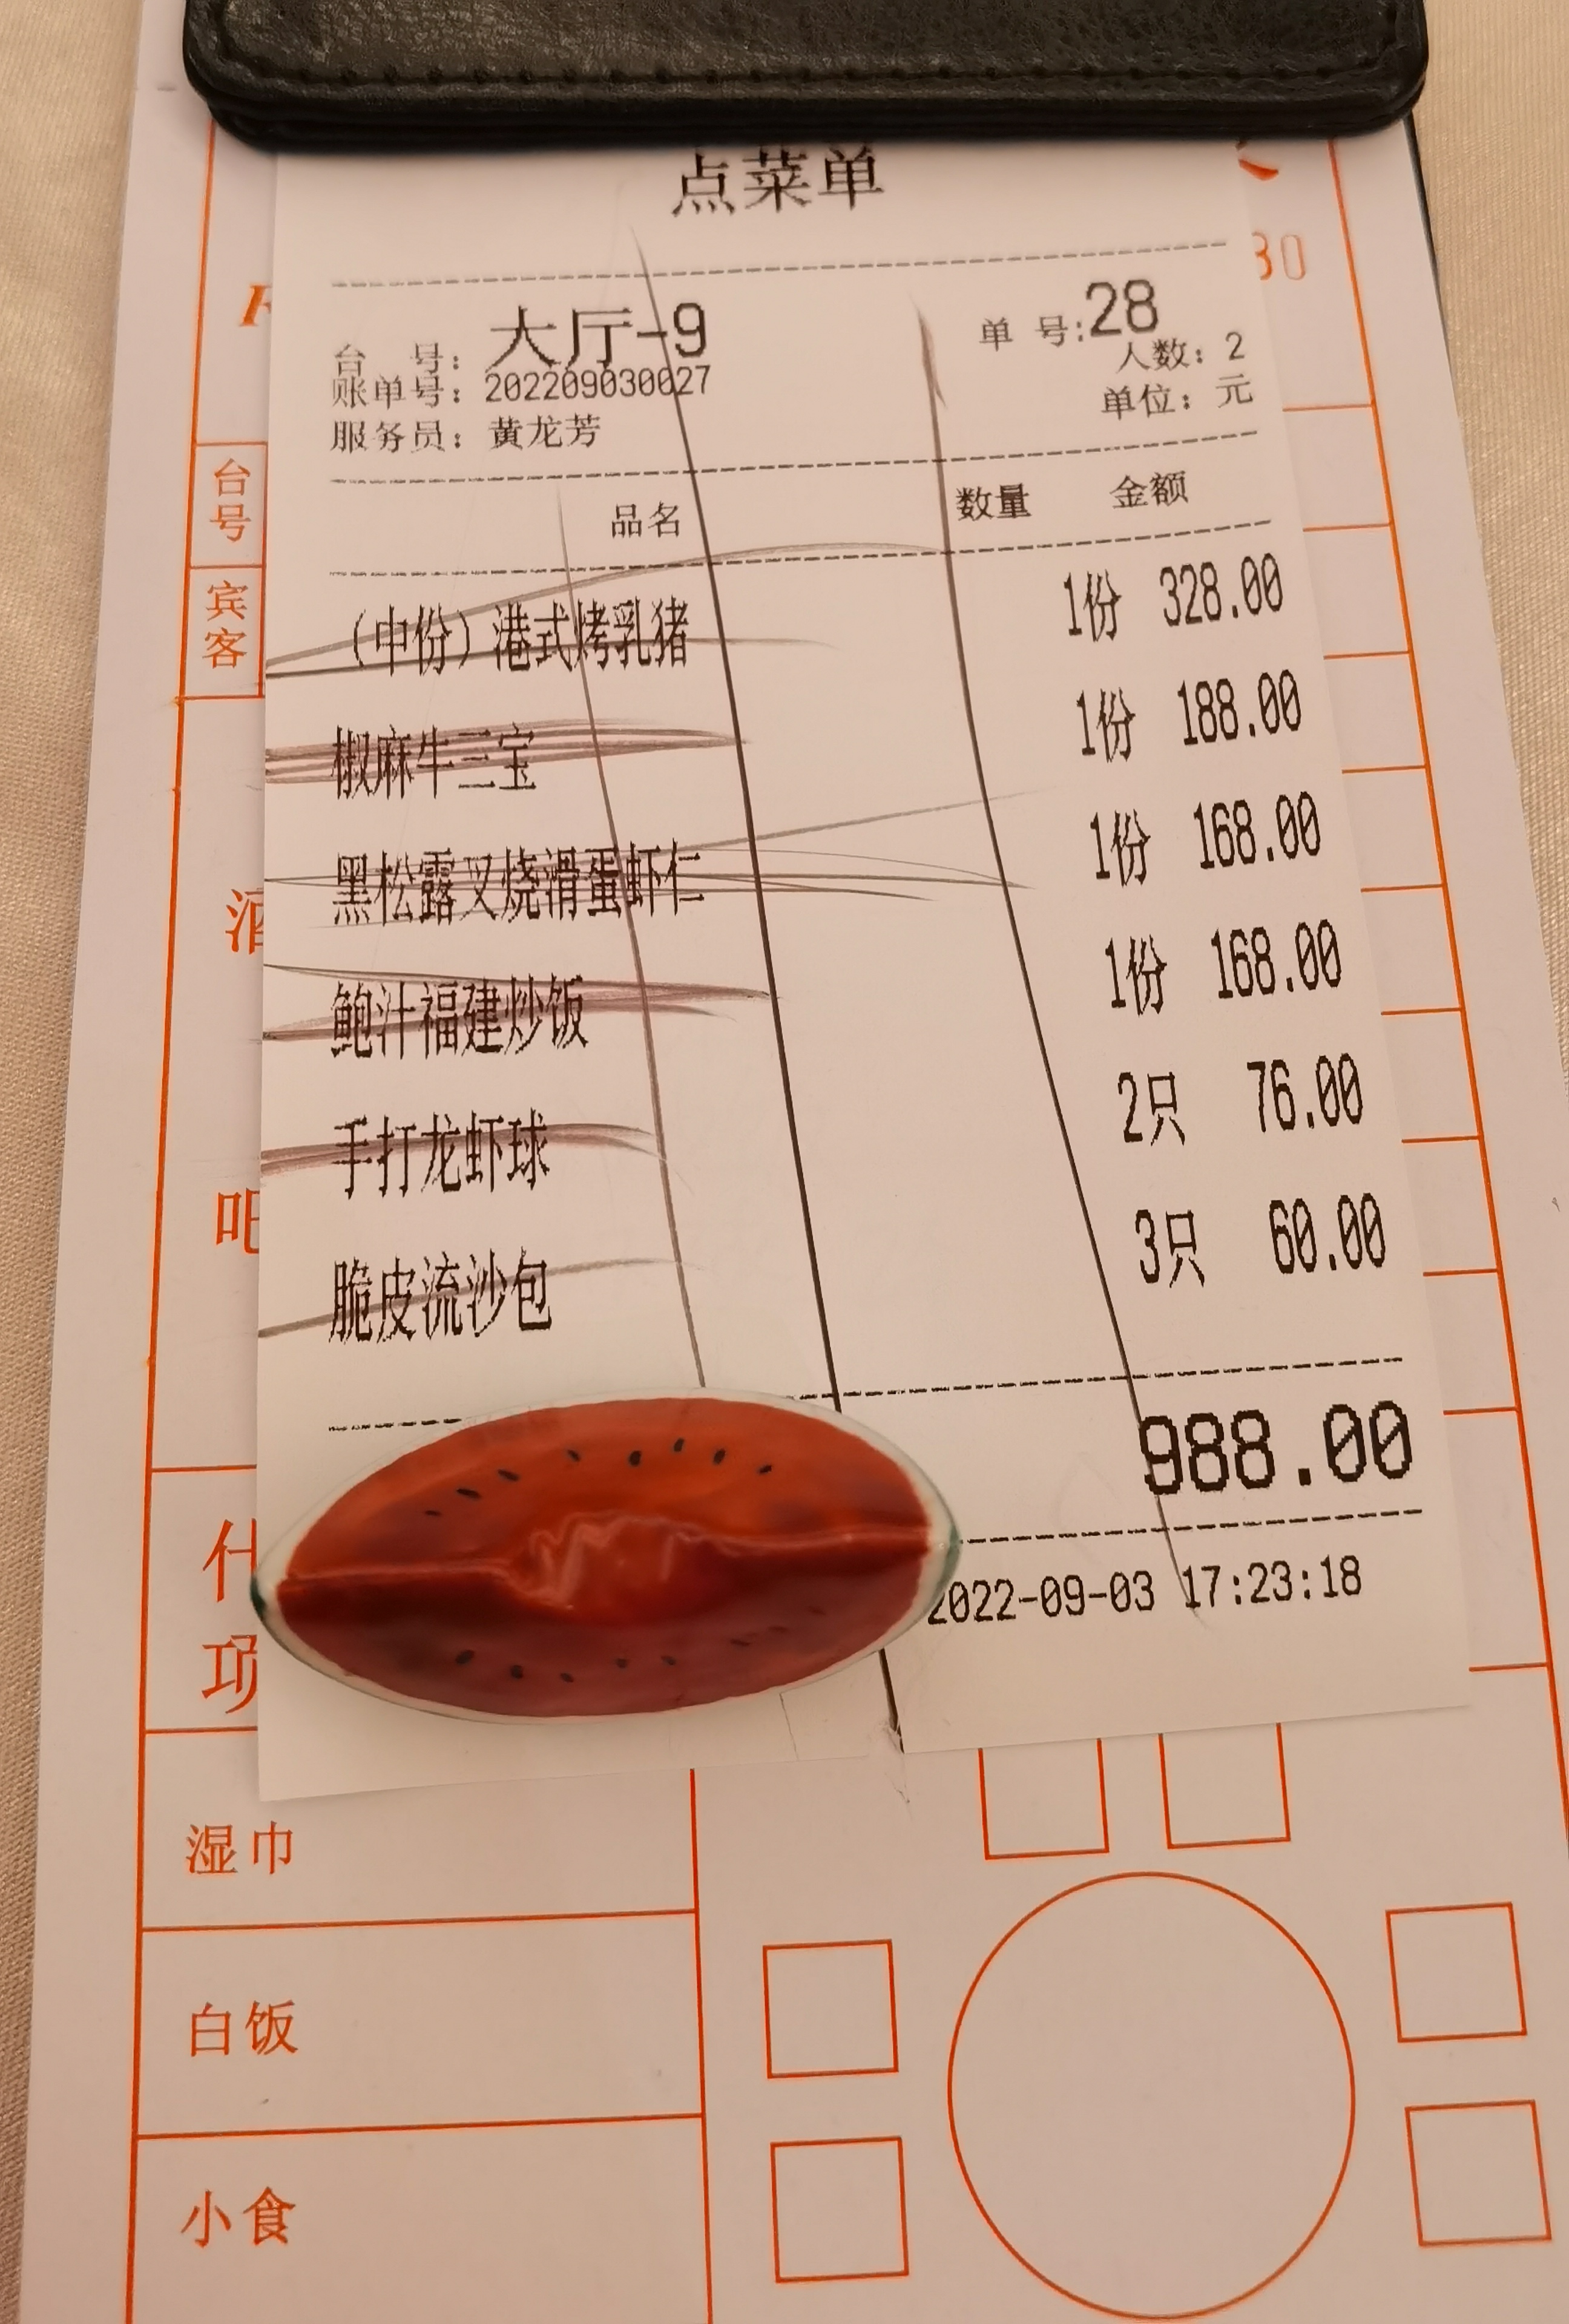 点菜单
80
台 号: 大厅-9 单 号:28
账单号: 202209030027 人数: 2
服务员: 黄龙芳 单位: 元
品名 数量 金额
(中份)港式烤乳猪 1份 328.00
椒麻牛三宝 1份 188.00
黑松露叉烧滑蛋虾仁 1份 168.00
鲍汁福建炒饭 1份 168.00
手打龙虾球 2只 76.00
脆皮流沙包 3只 60.00
988.00
2022-09-03 17:23:18
台号
宾客
酒
吧
什
项
湿巾
白饭
小食